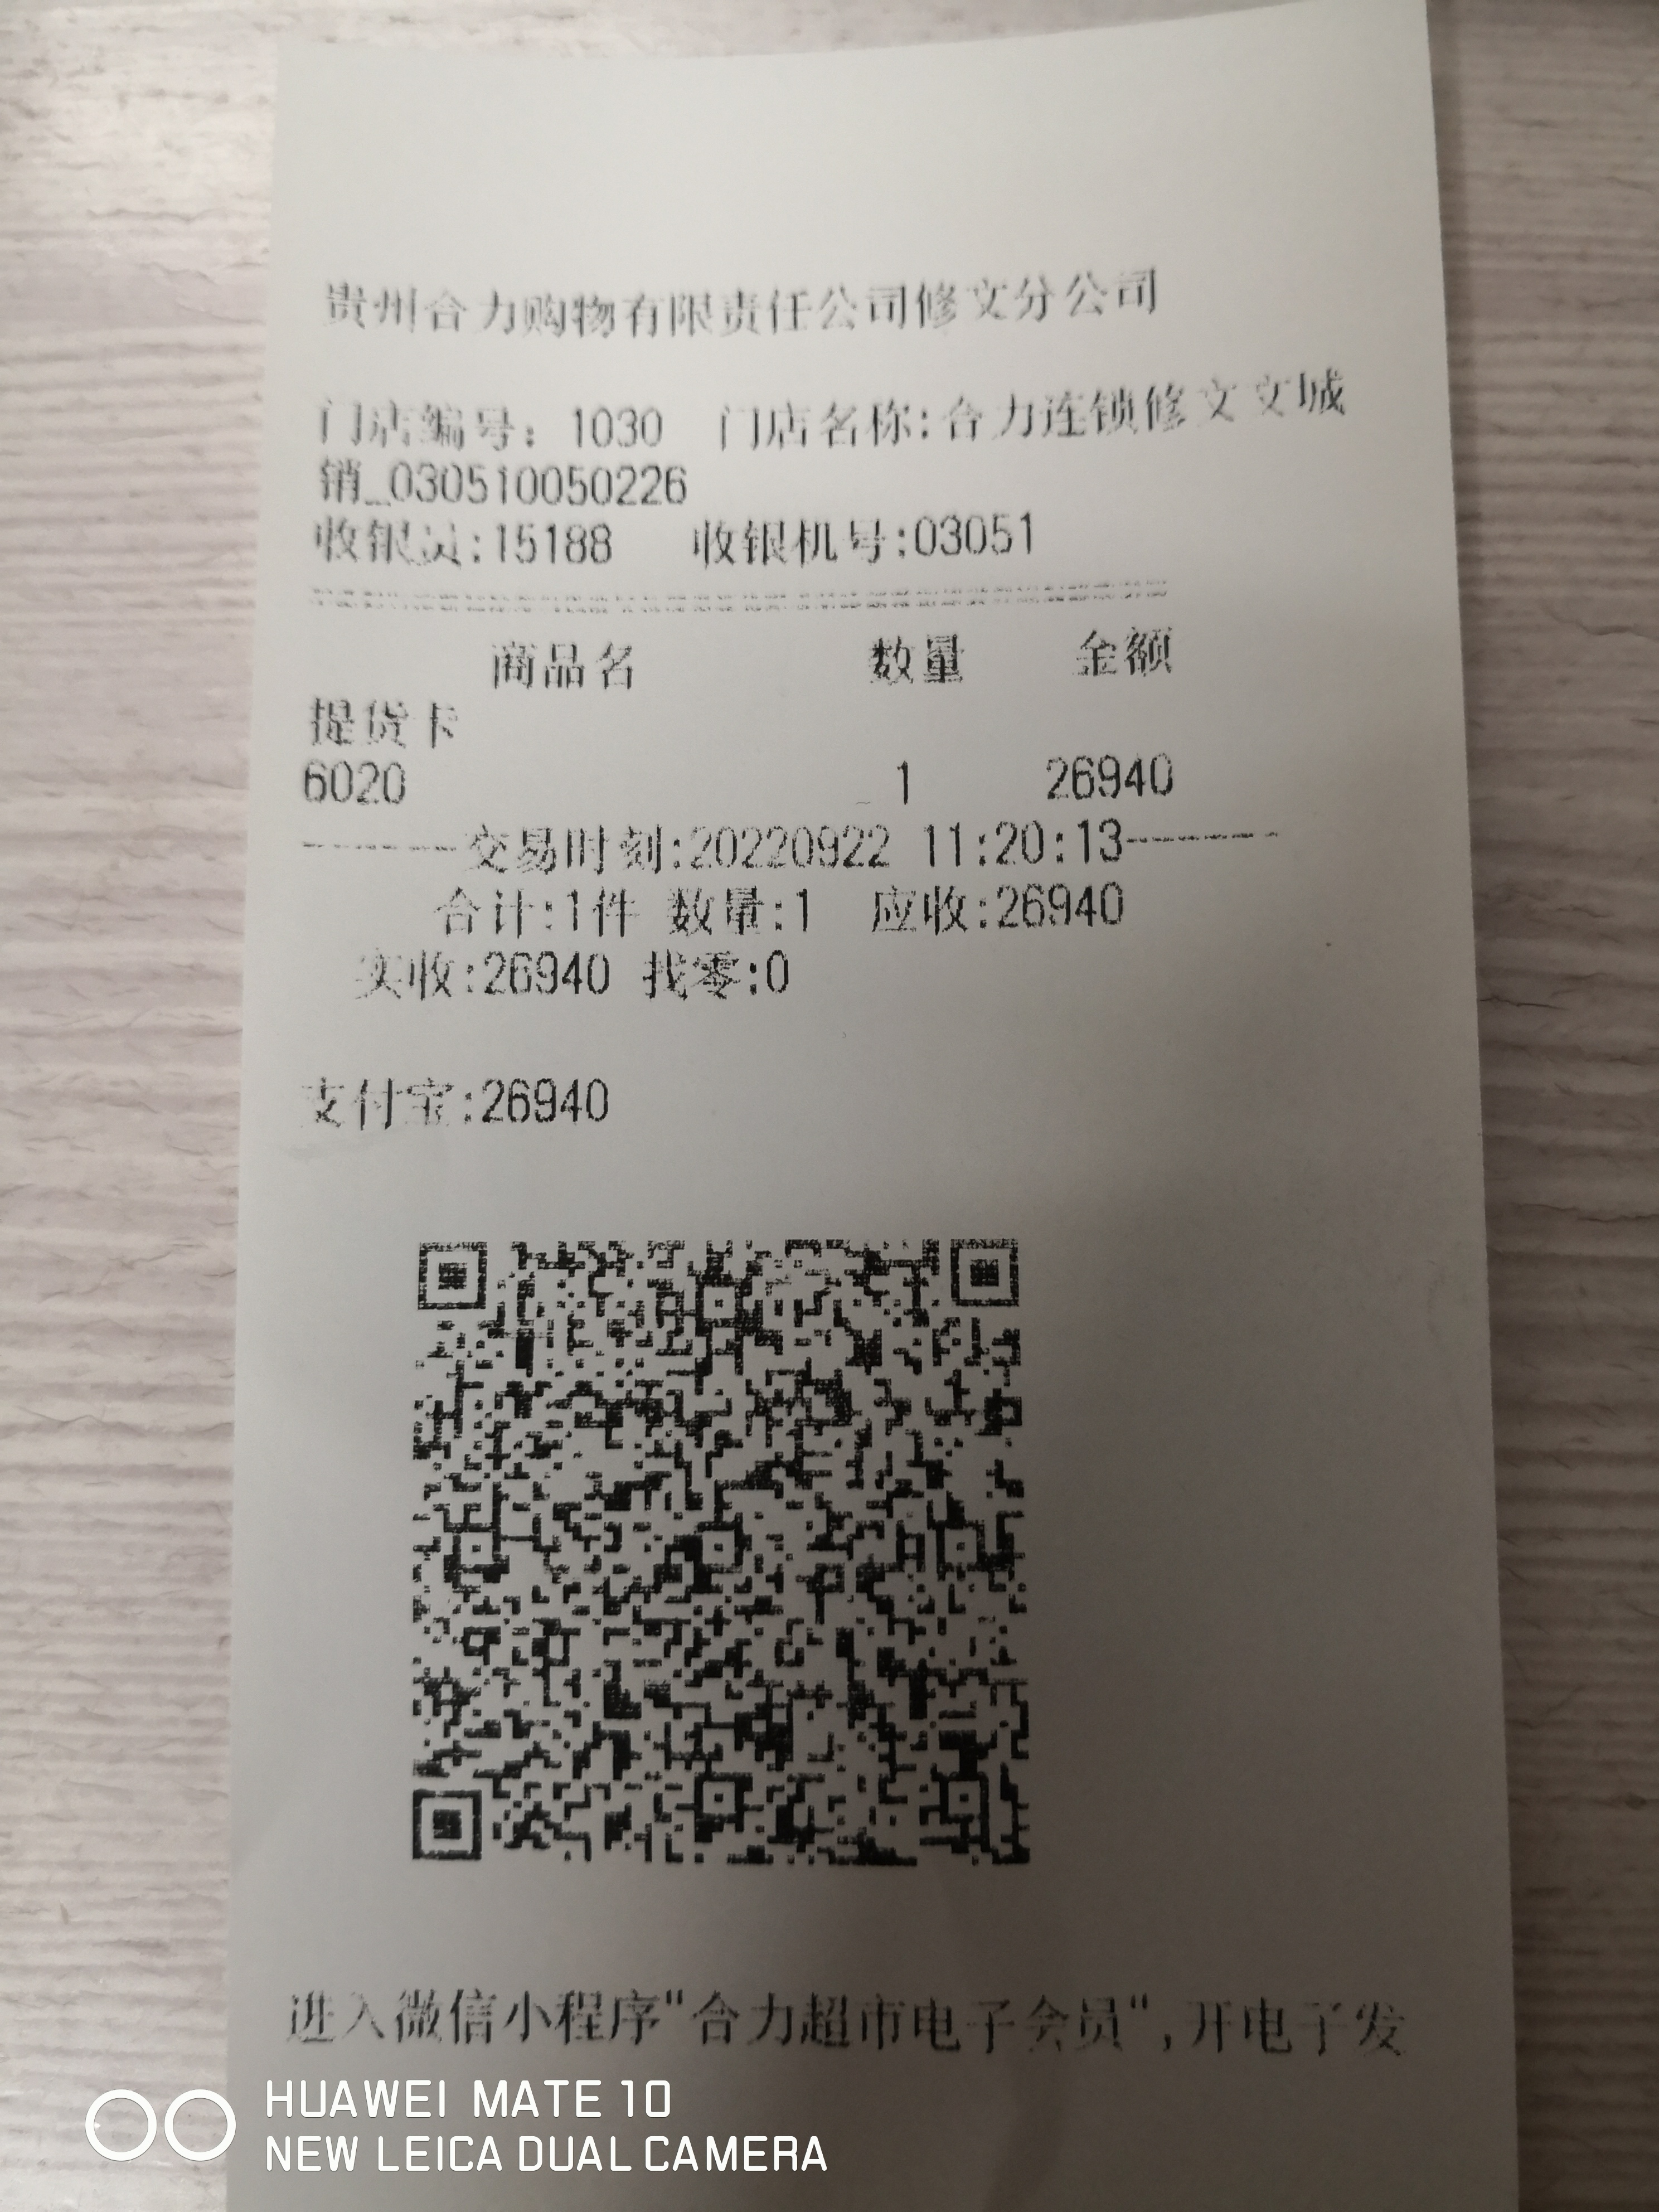 贵州合力购物有限责任公司修文分公司
门店编号: 1030 门店名称:合力连锁修文文城
销_030510050226
收银员:15188 收银机号:03051
商品名 数量 金额
提货卡
6020 1 26940
-------交易时刻:20220922 11:20:13-------
合计:1件 数量:1 应收:26940
实收:26940 找零:0
支付宝:26940
进入微信小程序"合力超市电子会员",开电子发
HUAWEI MATE 10
NEW LEICA DUAL CAMERA